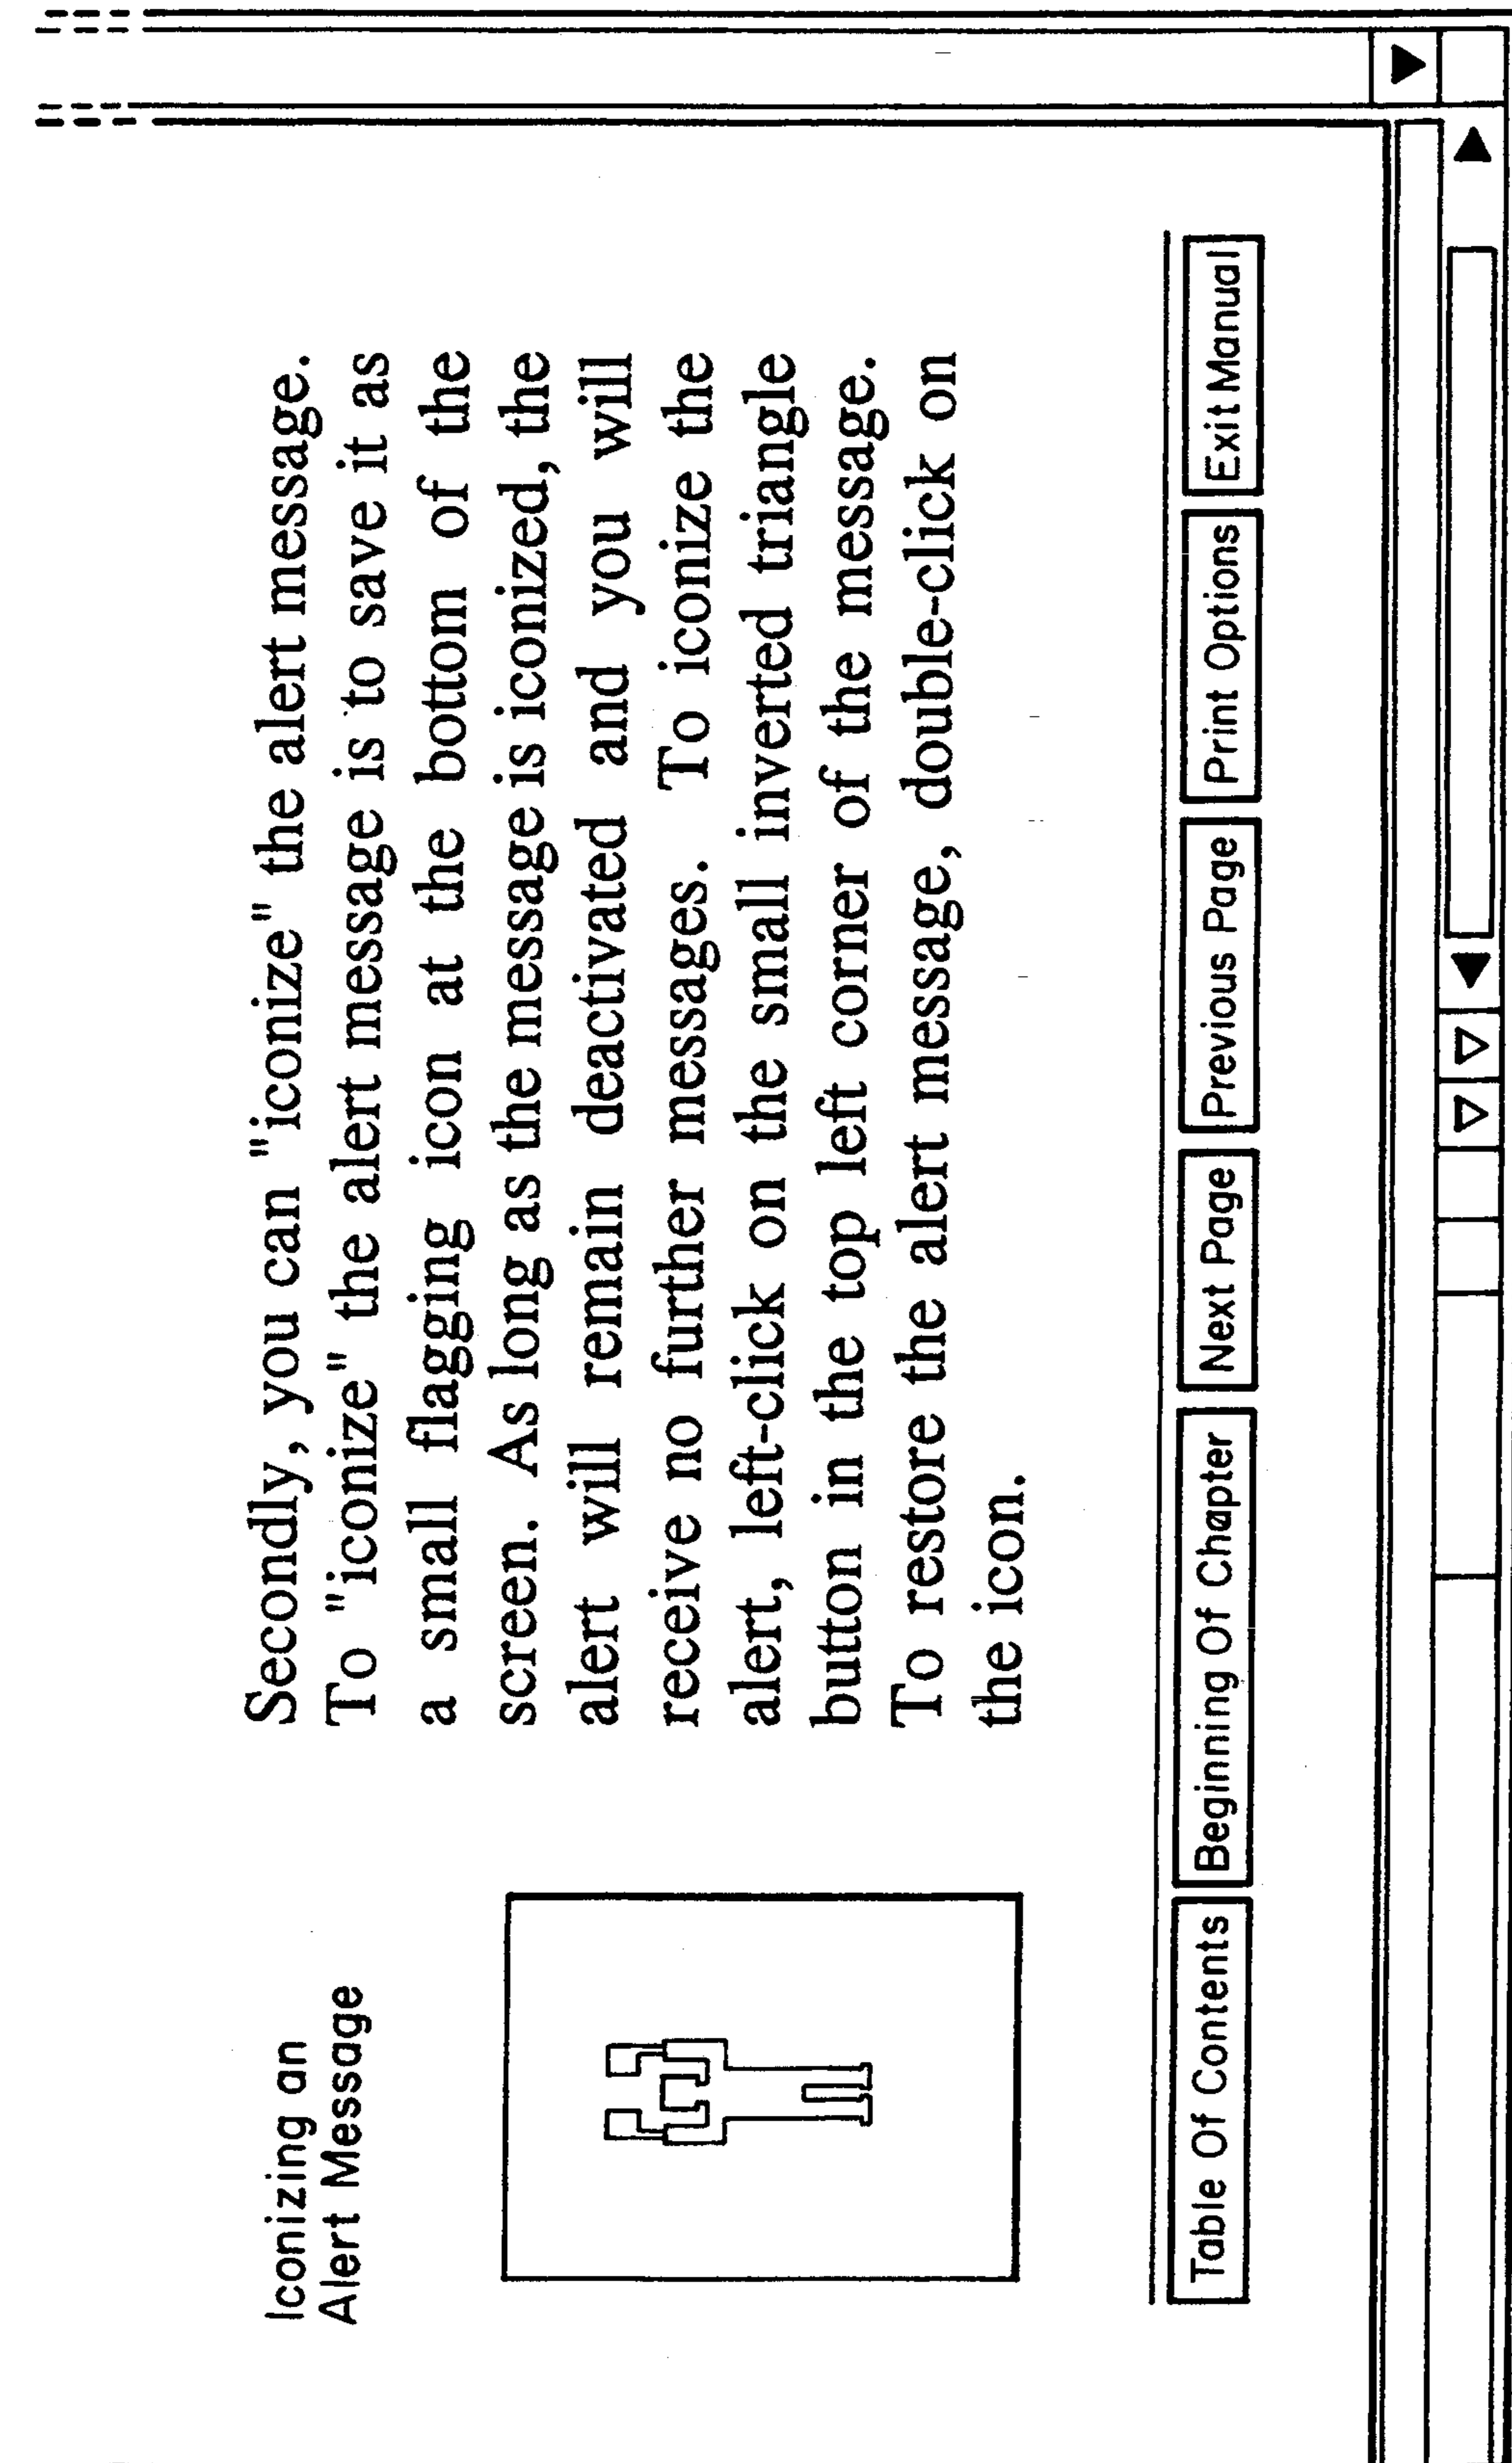 Iconizing an
Alert Message
Secondly, you can "iconize" the alert message.
To "iconize" the alert message is to save it as
a small flagging icon at the bottom of the
screen. As long as the message is iconized, the
alert will remain deactivated and you will
receive no further messages. To iconize the
alert, left-click on the small inverted triangle
button in the top left corner of the message.
To restore the alert message, double-click on
the icon.
Table Of Contents
Beginning Of Chapter
Next Page
Previous Page
Print Options
Exit Manual